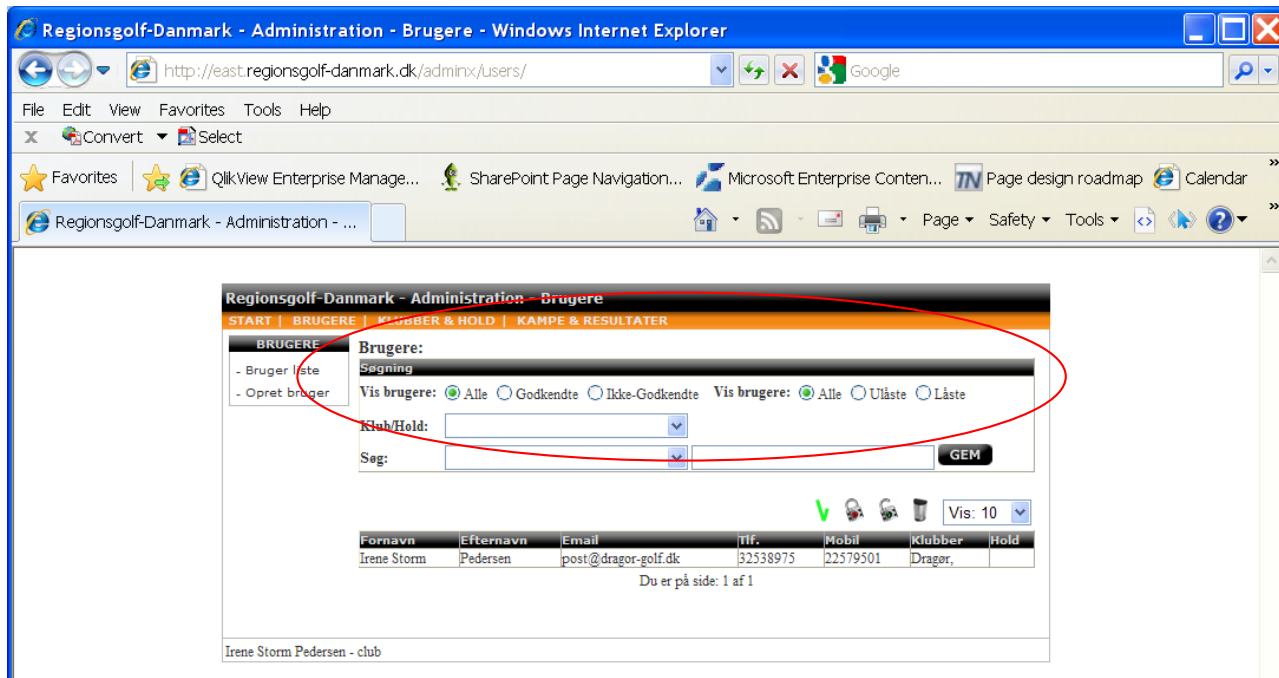 Regionsgolf-Danmark - Administration - Brugere - Windows Internet Explorer
http://east.regionsgolf-danmark.dk/adminx/users/
Google
File Edit View Favorites Tools Help
x Convert Select
Favorites QlikView Enterprise Manage... SharePoint Page Navigation... Microsoft Enterprise Conten... TN Page design roadmap Calendar »
Regionsgolf-Danmark - Administration - ... Page Safety Tools »
Regionsgolf-Danmark - Administration - Brugere
START | BRUGERE | KLUBBER & HOLD | KAMPE & RESULTATER
BRUGERE
- Bruger liste
- Opret bruger
Brugere:
Søgning
Vis brugere: Alle Godkendte Ikke-Godkendte Vis brugere: Alle Ulåste Låste
Klub/Hold:
Søg: GEM
Vis: 10
Fornavn Efternavn Email Tlf. Mobil Klubber Hold
Irene Storm Pedersen post@dragor-golf.dk 32538975 22579501 Dragør,
Du er på side: 1 af 1
Irene Storm Pedersen - club